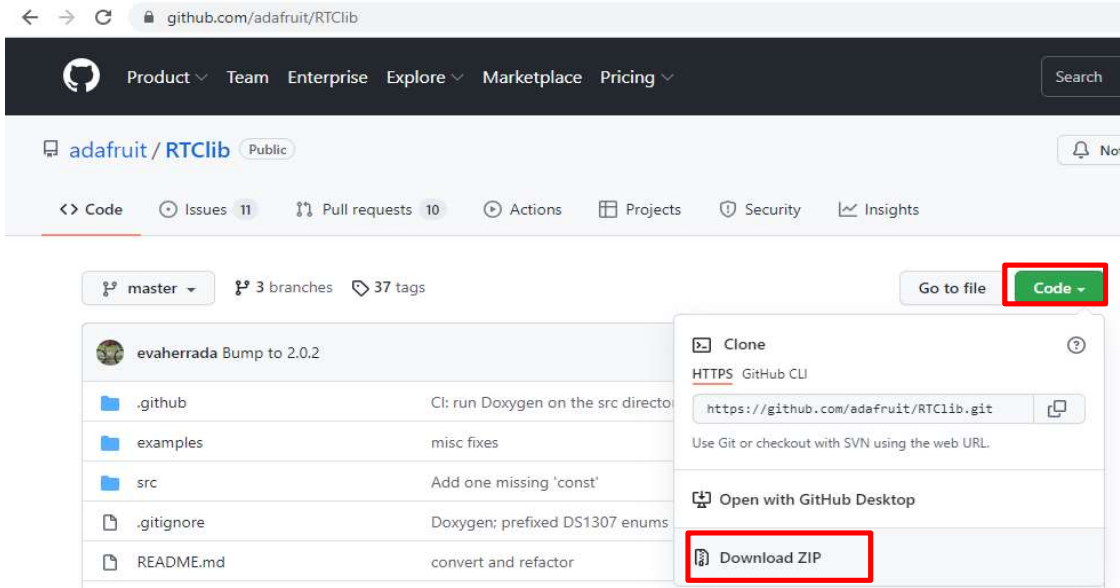 github.com/adafruit/RTClib
Product Team Enterprise Explore Marketplace Pricing Search
adafruit / RTClib Public
<> Code Issues 11 Pull requests 10 Actions Projects Security Insights
master 3 branches 37 tags Go to file Code
evaherrada Bump to 2.0.2
.github CI: run Doxygen on the src
examples misc fixes
src Add one missing 'const'
.gitignore Doxygen; prefixed DS1307 enums
README.md convert and refactor
Clone
HTTPS GitHub CLI
https://github.com/adafruit/RTClib.git
Use Git or checkout with SVN using the web URL.
Open with GitHub Desktop
Download ZIP